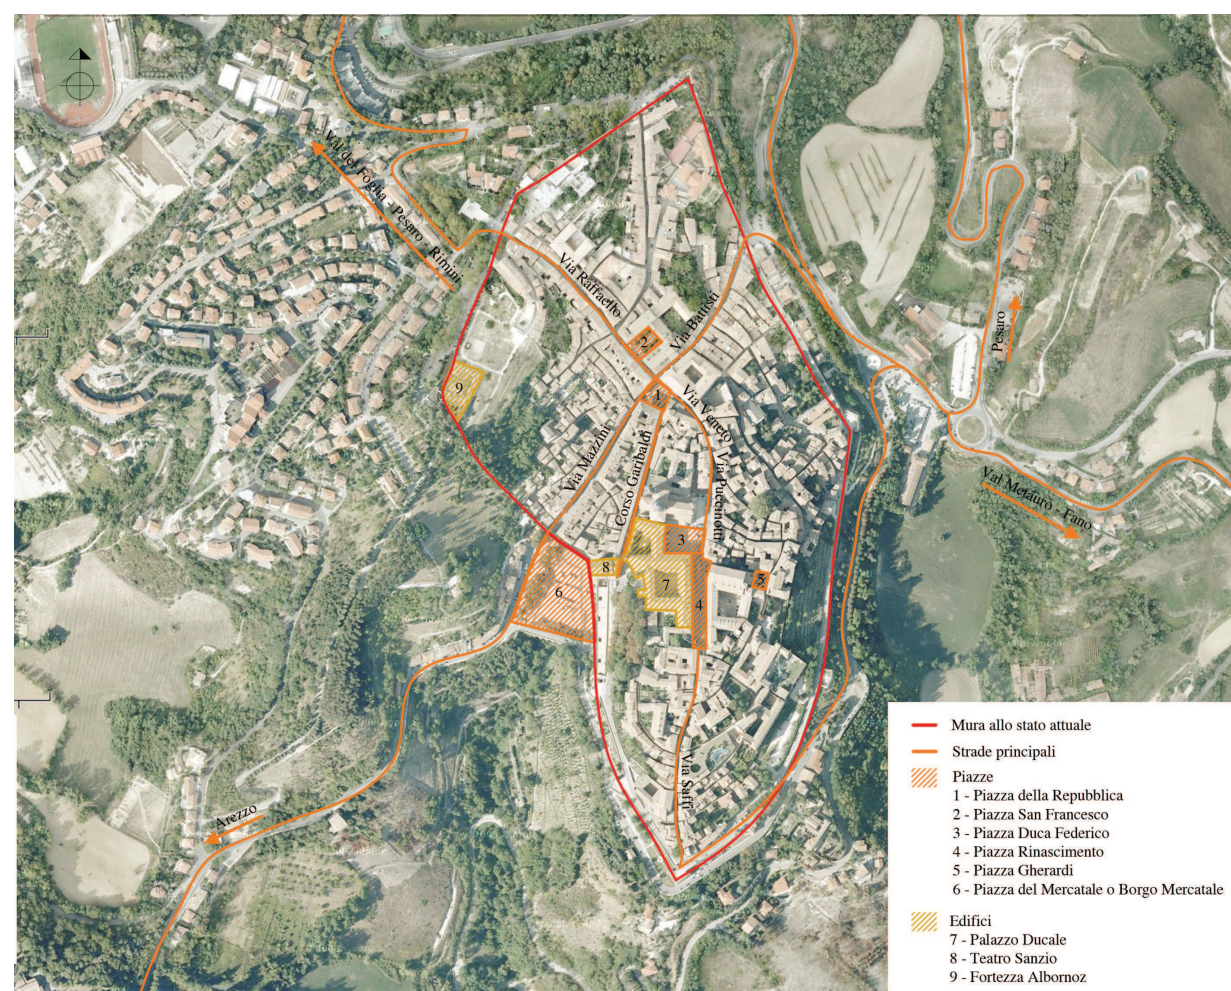 Val del Foglia - Pesaro - Rimini
Via Raffaello
Via Battisti
2
Pesaro
9
1
Via Veneto
Via Mazzini
Corso Garibaldi
Via Puccinotti
Val Metauro - Fano
3
8
7
5
6
4
Via Saffi
Arezzo
Mura allo stato attuale
Strade principali
Piazze
1 - Piazza della Repubblica
2 - Piazza San Francesco
3 - Piazza Duca Federico
4 - Piazza Rinascimento
5 - Piazza Gherardi
6 - Piazza del Mercatale o Borgo Mercatale
Edifici
7 - Palazzo Ducale
8 - Teatro Sanzio
9 - Fortezza Albornoz